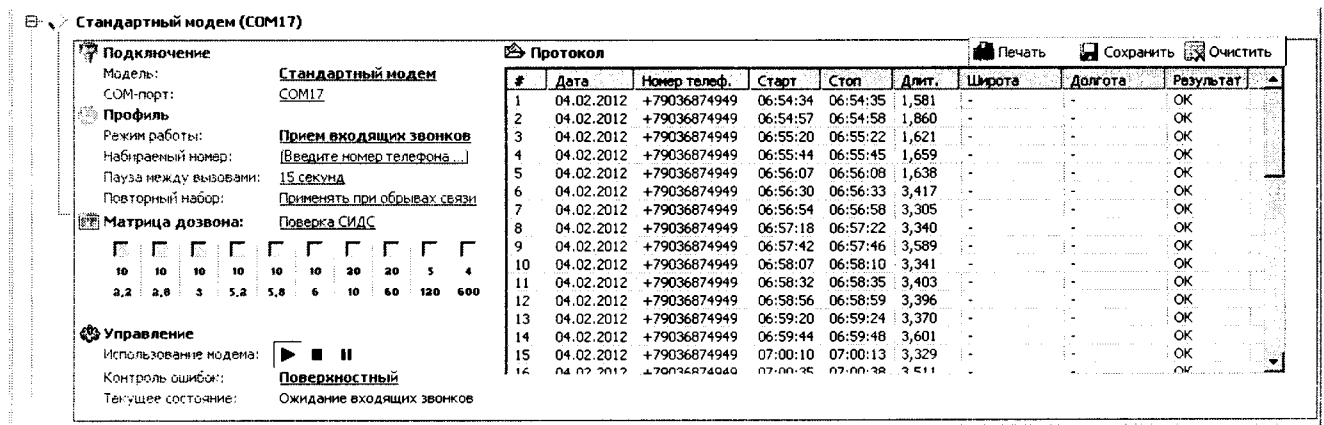 Стандартный модем (COM17)
Подключение
Модель: Стандартный модем
COM-порт: COM17
Профиль
Режим работы: Прием входящих звонков
Набираемый номер: [Введите номер телефона ...]
Пауза между вызовами: 15 секунд
Повторный набор: Применять при обрывах связи
Матрица дозвона: Поверка СИДС
10 10 10 10 10 10 20 20 5 4
2,2 2,8 3 5,2 5,8 6 10 60 120 600
Управление
Использование модема:
Контроль ошибок: Поверхностный
Текущее состояние: Ожидание входящих звонков
Протокол Печать Сохранить Очистить
# Дата Номер телеф. Старт Стоп Длит. Широта Долгота Результат
1 04.02.2012 +79036874949 06:54:34 06:54:35 1,581 - - OK
2 04.02.2012 +79036874949 06:54:57 06:54:58 1,860 - - OK
3 04.02.2012 +79036874949 06:55:20 06:55:22 1,621 - - OK
4 04.02.2012 +79036874949 06:55:44 06:55:45 1,659 - - OK
5 04.02.2012 +79036874949 06:56:07 06:56:08 1,638 - - OK
6 04.02.2012 +79036874949 06:56:30 06:56:33 3,417 - - OK
7 04.02.2012 +79036874949 06:56:54 06:56:58 3,305 - - OK
8 04.02.2012 +79036874949 06:57:18 06:57:22 3,340 - - OK
9 04.02.2012 +79036874949 06:57:42 06:57:46 3,589 - - OK
10 04.02.2012 +79036874949 06:58:07 06:58:10 3,341 - - OK
11 04.02.2012 +79036874949 06:58:32 06:58:35 3,403 - - OK
12 04.02.2012 +79036874949 06:58:56 06:58:59 3,396 - - OK
13 04.02.2012 +79036874949 06:59:20 06:59:24 3,370 - - OK
14 04.02.2012 +79036874949 06:59:44 06:59:48 3,601 - - OK
15 04.02.2012 +79036874949 07:00:10 07:00:13 3,329 - - OK
16 04.02.2012 +79036874949 07:00:35 07:00:38 3,511 - - OK